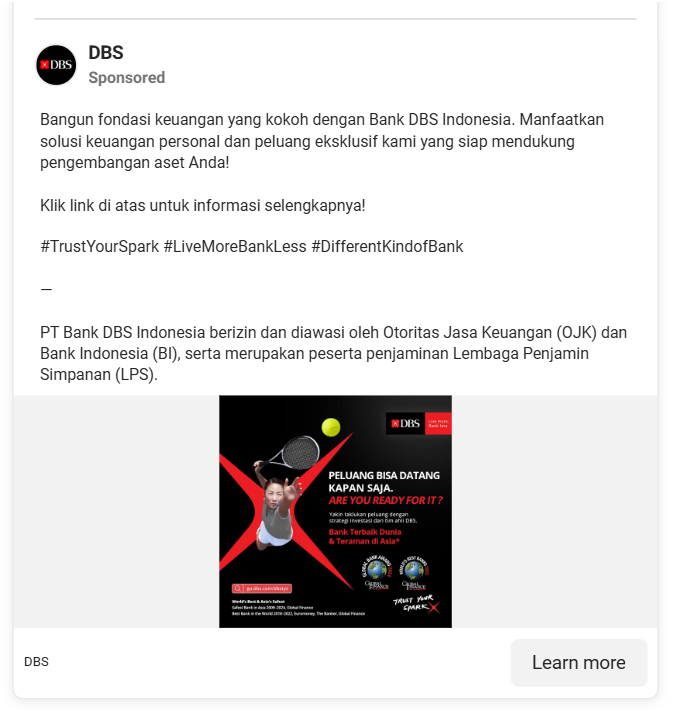 DBS
DBS
Sponsored
Bangun fondasi keuangan yang kokoh dengan Bank DBS Indonesia. Manfaatkan
solusi keuangan personal dan peluang eksklusif kami yang siap mendukung
pengembangan aset Anda!
Klik link di atas untuk informasi selengkapnya!
#TrustYourSpark #LiveMoreBankLess #DifferentKindofBank
—
PT Bank DBS Indonesia berizin dan diawasi oleh Otoritas Jasa Keuangan (OJK) dan
Bank Indonesia (BI), serta merupakan peserta penjaminan Lembaga Penjamin
Simpanan (LPS).
DBS
Live more
Bank less
PELUANG BISA DATANG
KAPAN SAJA.
ARE YOU READY FOR IT?
Yakin taklukan peluang dengan
strategi investasi dari tim ahli DBS.
Bank Terbaik Dunia
& Teraman di Asia*
GLOBAL FINANCE
GLOBAL FINANCE
TRUST YOUR
SPARK
World's Best & Asia's Safest
Safest Bank in Asia 2009-2024, Global Finance
Best Bank in the World 2018-2022, Euromoney, The Banker, Global Finance
DBS
Learn more